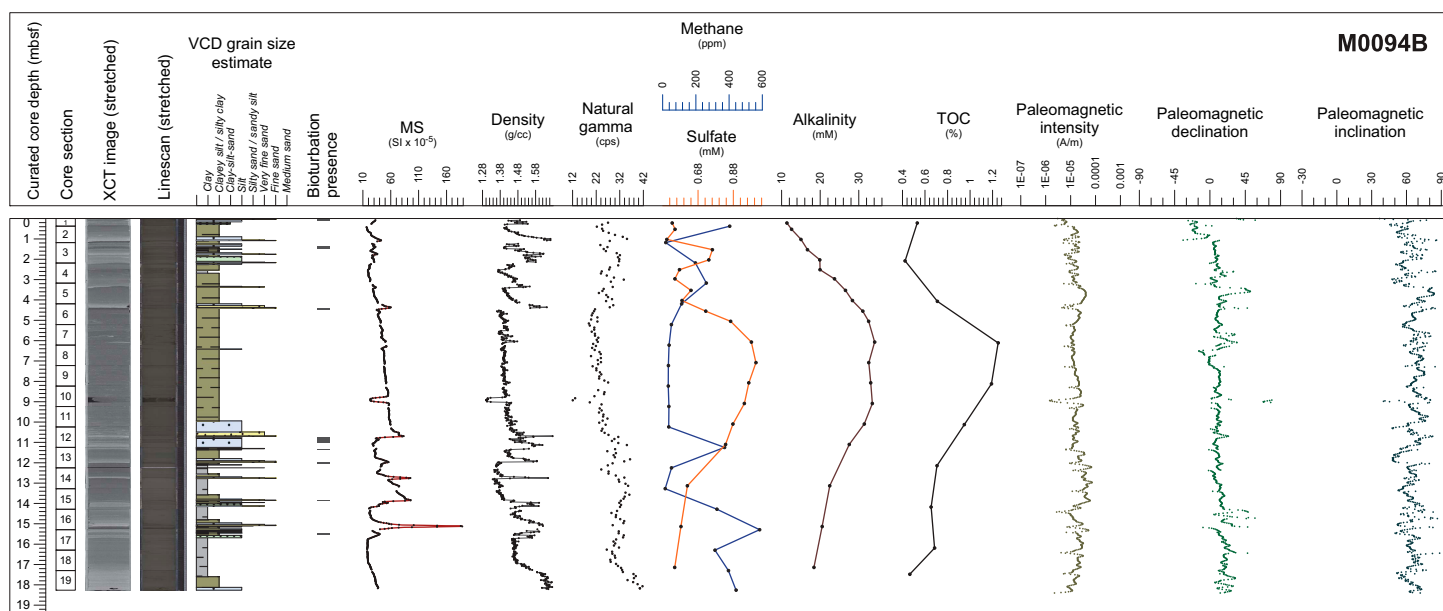 M0094B
Curated core depth (mbsf)
Core section
XCT image (stretched)
Linescan (stretched)
VCD grain size
estimate
Clay
Clayey silt / silty clay
Clay-silt-sand
Silt
Silty sand / sandy silt
Very fine sand
Fine sand
Medium sand
Bioturbation
presence
MS
(SI x 10-5)
10 60 110 160
Density
(g/cc)
1.28 1.38 1.48 1.58
Natural
gamma
(cps)
12 22 32 42
Methane
(ppm)
0 200 400 600
Sulfate
(mM)
0.68 0.88
Alkalinity
(mM)
10 20 30
TOC
(%)
0.4 0.6 0.8 1 1.2
Paleomagnetic
intensity
(A/m)
1E-07 1E-06 1E-05 0.0001 0.001
Paleomagnetic
declination
-90 -45 0 45 90
Paleomagnetic
inclination
-30 0 30 60 90
0
1
2
3
4
5
6
7
8
9
10
11
12
13
14
15
16
17
18
19
1
2
3
4
5
6
7
8
9
10
11
12
13
14
15
16
17
18
19